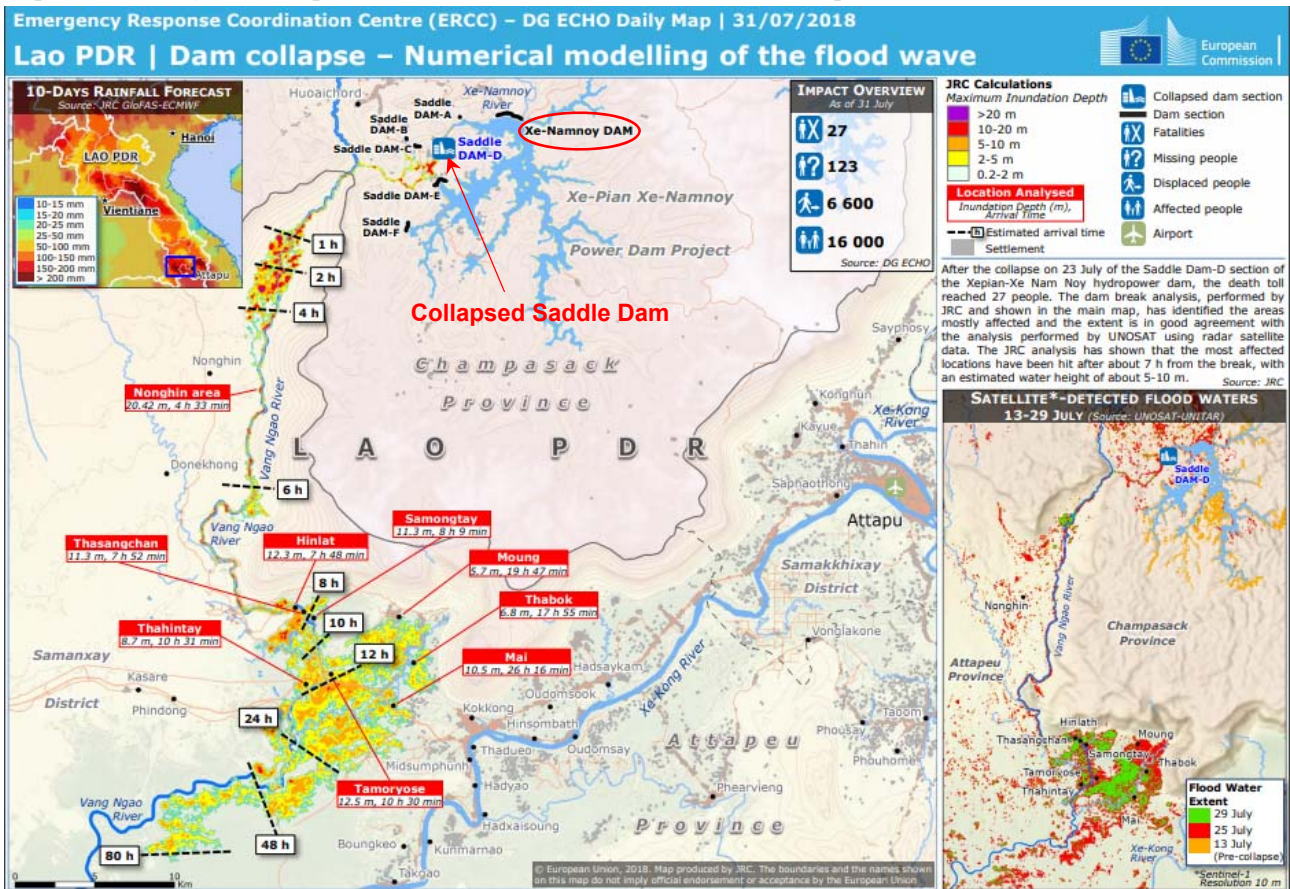 Emergency Response Coordination Centre (ERCC) – DG ECHO Daily Map | 31/07/2018
Lao PDR | Dam collapse – Numerical modelling of the flood wave
European
Commission
10-DAYS RAINFALL FORECAST
Source: JRC GloFAS-ECMWF
Hanoi
LAO PDR
Vientiane
10-15 mm
15-20 mm
20-25 mm
25-50 mm
50-100 mm
100-150 mm
150-200 mm
> 200 mm
Attapu
Huoaichord
Saddle
DAM-A
Xe-Namnoy
River
Saddle
DAM-B
Saddle DAM-C
Saddle
DAM-D
Xe-Namnoy DAM
Saddle DAM-E
Saddle
DAM-F
Xe-Pian Xe-Namnoy
Power Dam Project
Collapsed Saddle Dam
IMPACT OVERVIEW
As of 31 July
27
123
6 600
16 000
Source: DG ECHO
JRC Calculations
Maximum Inundation Depth
>20 m
10-20 m
5-10 m
2-5 m
0.2-2 m
Location Analysed
Inundation Depth (m),
Arrival Time
h Estimated arrival time
Settlement
Collapsed dam section
Dam section
Fatalities
Missing people
Displaced people
Affected people
Airport
After the collapse on 23 July of the Saddle Dam-D section of
the Xepian-Xe Nam Noy hydropower dam, the death toll
reached 27 people. The dam break analysis, performed by
JRC and shown in the main map, has identified the areas
mostly affected and the extent is in good agreement with
the analysis performed by UNOSAT using radar satellite
data. The JRC analysis has shown that the most affected
locations have been hit after about 7 h from the break, with
an estimated water height of about 5-10 m.
Source: JRC
1 h
2 h
4 h
Nonghin
Nonghin area
20.42 m, 4 h 33 min
Vang Ngao River
Champasack
Province
LAO PDR
Sayphosy
Konghun
Kayue
Xe-Kong
River
Thahin
Saphaothong
Attapu
Donekhong
6 h
Vang Ngao
River
Samongtay
11.3 m, 8 h 9 min
Thasangchan
11.3 m, 7 h 52 min
Hinlat
12.3 m, 7 h 48 min
Moung
5.7 m, 19 h 47 min
8 h
Thabok
6.8 m, 17 h 55 min
10 h
Thahintay
8.7 m, 10 h 31 min
12 h
Mai
10.5 m, 26 h 16 min
Samakkhixay
District
Vonglakone
Samanxay
District
Kasare
Phindong
24 h
Hadsaykam
Oudomsook
Kokkong
Hinsombath
Thadueo
Oudomsay
Xe-Kong River
Tabom
Phousay
Phouhome
Attapeu
Province
Midsumphunh
Hadyao
Phearvieng
Tamoryose
12.5 m, 10 h 30 min
Vang Ngao
River
48 h
80 h
Hadxaisoung
Boungkeo
Kunmarnao
Takgao
0
5
10
Km
© European Union, 2018. Map produced by JRC. The boundaries and the names shown
on this map do not imply official endorsement or acceptance by the European Union
SATELLITE*-DETECTED FLOOD WATERS
13-29 JULY (Source: UNOSAT-UNITAR)
Saddle
DAM-D
Nonghin
Vang Ngao River
Champasack
Province
Attapeu
Province
Hinlath
Thasangchan
Moung
Samongtay
Thabok
Tamoryose
Thahintay
Mai
Xe-Kong
River
Flood Water
Extent
29 July
25 July
13 July
(Pre-collapse)
*Sentinel-1
Resolution 10 m